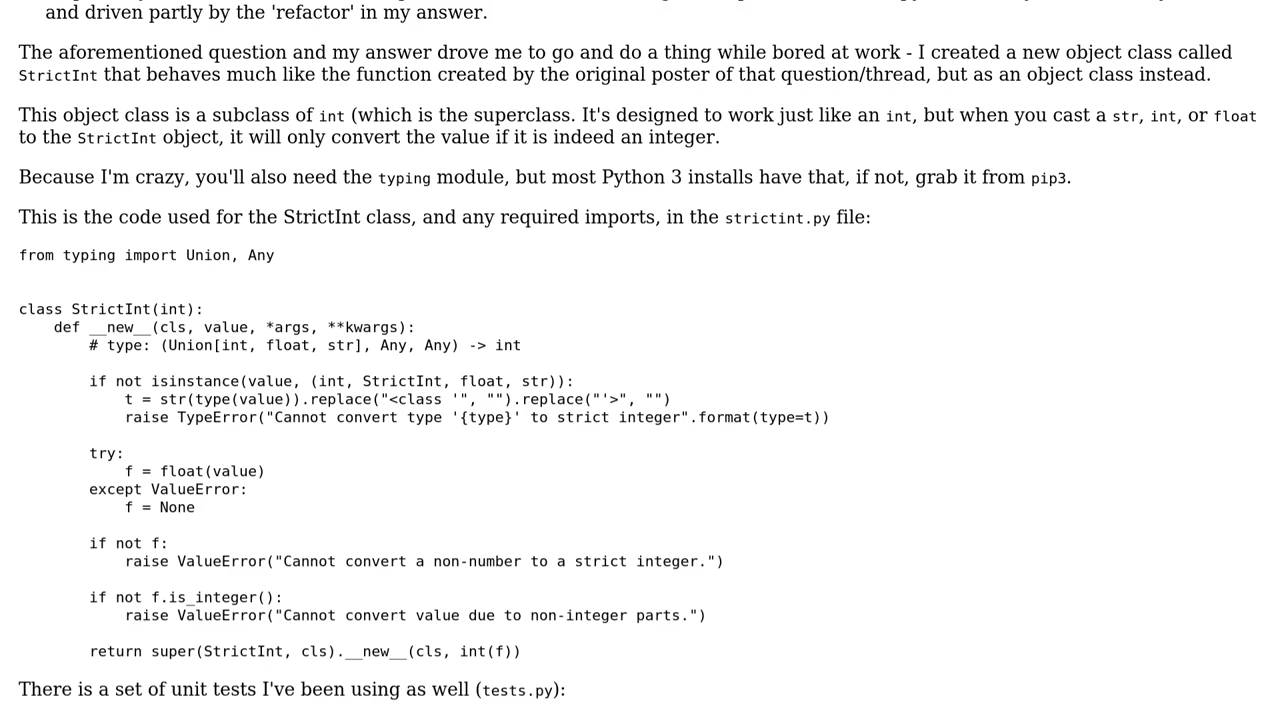 and driven partly by the 'refactor' in my answer.
The aforementioned question and my answer drove me to go and do a thing while bored at work - I created a new object class called
StrictInt that behaves much like the function created by the original poster of that question/thread, but as an object class instead.
This object class is a subclass of int (which is the superclass. It's designed to work just like an int, but when you cast a str, int, or float
to the StrictInt object, it will only convert the value if it is indeed an integer.
Because I'm crazy, you'll also need the typing module, but most Python 3 installs have that, if not, grab it from pip3.
This is the code used for the StrictInt class, and any required imports, in the strictint.py file:
from typing import Union, Any
class StrictInt(int):
    def __new__(cls, value, *args, **kwargs):
        # type: (Union[int, float, str], Any, Any) -> int
        if not isinstance(value, (int, StrictInt, float, str)):
            t = str(type(value)).replace("<class '", "").replace("'>", "")
            raise TypeError("Cannot convert type '{type}' to strict integer".format(type=t))
        try:
            f = float(value)
        except ValueError:
            f = None
        if not f:
            raise ValueError("Cannot convert a non-number to a strict integer.")
        if not f.is_integer():
            raise ValueError("Cannot convert value due to non-integer parts.")
        return super(StrictInt, cls).__new__(cls, int(f))
There is a set of unit tests I've been using as well (tests.py):